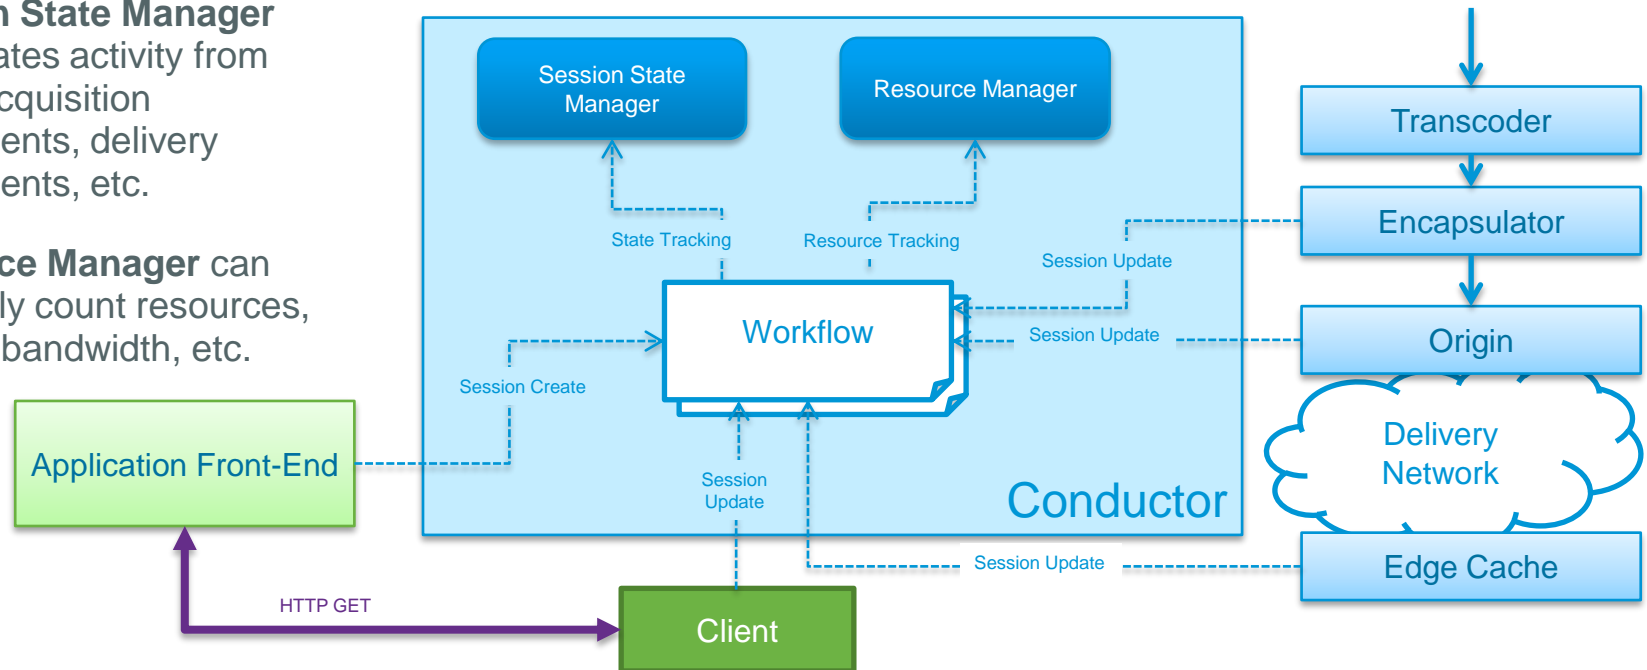 n State Manager
ates activity from
cquisition
ents, delivery
ents, etc.
ce Manager can
ly count resources,
bandwidth, etc.
Session State
Manager
Resource Manager
State Tracking
Resource Tracking
Session Update
Session Update
Workflow
Session Create
Session
Update
Conductor
Session Update
Application Front-End
HTTP GET
Client
Transcoder
Encapsulator
Origin
Delivery
Network
Edge Cache